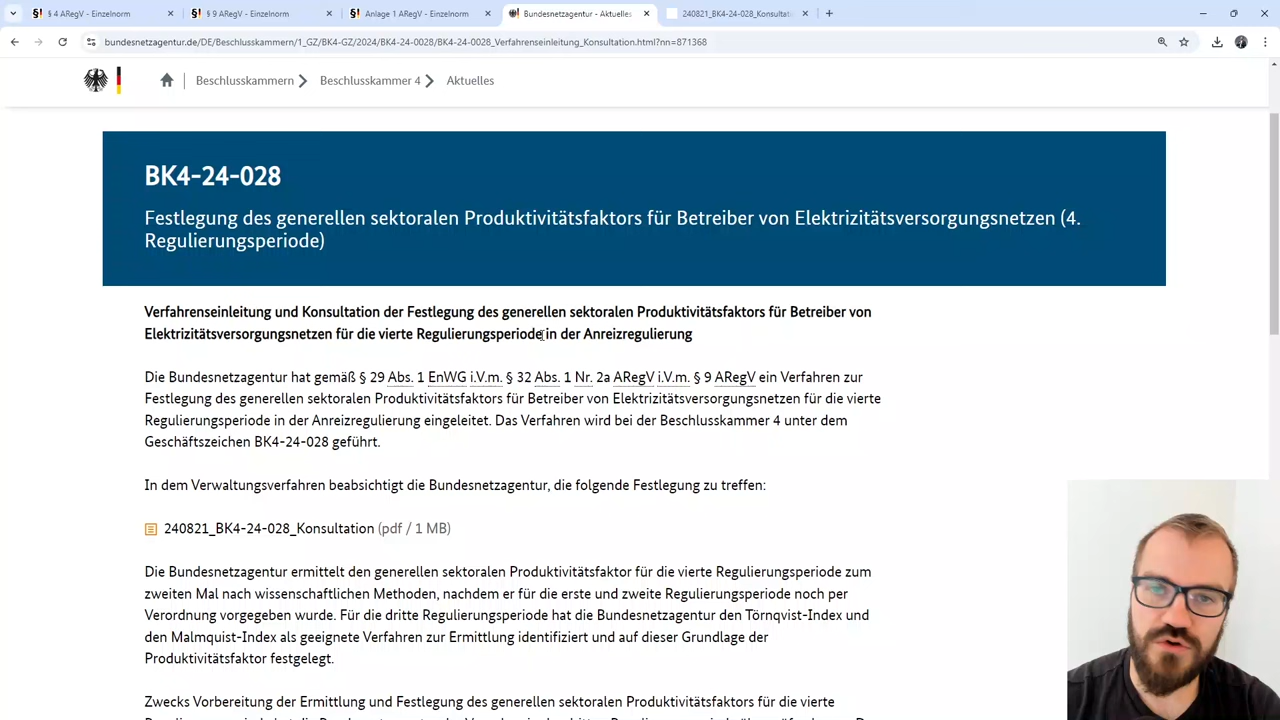 § 4 ARegV - Einzelnorm
§ 9 ARegV - Einzelnorm
Anlage 1 ARegV - Einzelnorm
Bundesnetzagentur - Aktuelles
240821_BK4-24-028_Konsultati
bundesnetzagentur.de/DE/Beschlusskammern/1_GZ/BK4-GZ/2024/BK4-24-0028/BK4-24-0028_Verfahrenseinleitung_Konsultation.html?nn=871368
Beschlusskammern
Beschlusskammer 4
Aktuelles
BK4-24-028
Festlegung des generellen sektoralen Produktivitätsfaktors für Betreiber von Elektrizitätsversorgungsnetzen (4.
Regulierungsperiode)
Verfahrenseinleitung und Konsultation der Festlegung des generellen sektoralen Produktivitätsfaktors für Betreiber von
Elektrizitätsversorgungsnetzen für die vierte Regulierungsperiode in der Anreizregulierung
Die Bundesnetzagentur hat gemäß § 29 Abs. 1 EnWG i.V.m. § 32 Abs. 1 Nr. 2a ARegV i.V.m. § 9 ARegV ein Verfahren zur
Festlegung des generellen sektoralen Produktivitätsfaktors für Betreiber von Elektrizitätsversorgungsnetzen für die vierte
Regulierungsperiode in der Anreizregulierung eingeleitet. Das Verfahren wird bei der Beschlusskammer 4 unter dem
Geschäftszeichen BK4-24-028 geführt.
In dem Verwaltungsverfahren beabsichtigt die Bundesnetzagentur, die folgende Festlegung zu treffen:
240821_BK4-24-028_Konsultation (pdf / 1 MB)
Die Bundesnetzagentur ermittelt den generellen sektoralen Produktivitätsfaktor für die vierte Regulierungsperiode zum
zweiten Mal nach wissenschaftlichen Methoden, nachdem er für die erste und zweite Regulierungsperiode noch per
Verordnung vorgegeben wurde. Für die dritte Regulierungsperiode hat die Bundesnetzagentur den Törnqvist-Index und
den Malmquist-Index als geeignete Verfahren zur Ermittlung identifiziert und auf dieser Grundlage der
Produktivitätsfaktor festgelegt.
Zwecks Vorbereitung der Ermittlung und Festlegung des generellen sektoralen Produktivitätsfaktors für die vierte